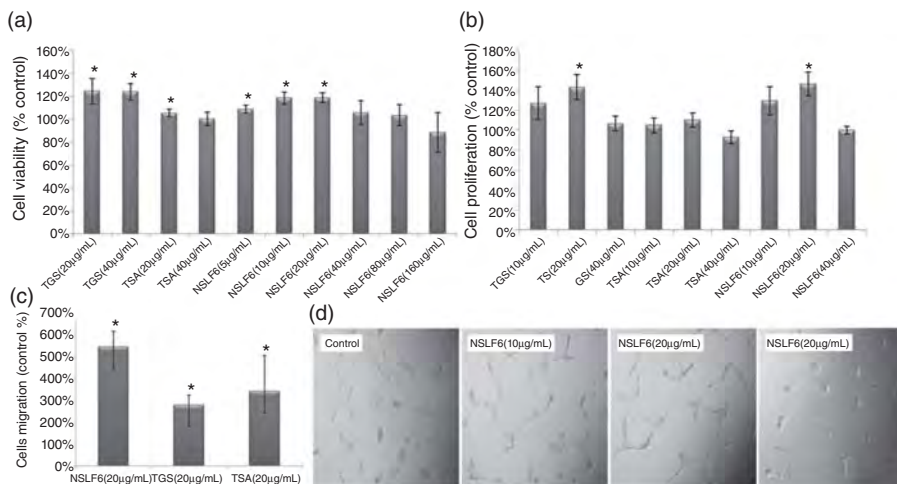 (a)
Cell viability (% control)
160%
140%
120%
100%
80%
60%
40%
20%
0%
*
*
*
*
*
*
TGS(20µg/mL)
TGS(40µg/mL)
TSA(20µg/mL)
TSA(40µg/mL)
NSLF6(5µg/mL)
NSLF6(10µg/mL)
NSLF6(20µg/mL)
NSLF6(40µg/mL)
NSLF6(80µg/mL)
NSLF6(160µg/mL)
(b)
Cell proliferation (% control)
180%
160%
140%
120%
100%
80%
60%
40%
20%
0%
*
*
TGS(10µg/mL)
TS(20µg/mL)
GS(40µg/mL)
TSA(10µg/mL)
TSA(20µg/mL)
TSA(40µg/mL)
NSLF6(10µg/mL)
NSLF6(20µg/mL)
NSLF6(40µg/mL)
(c)
Cells migration (control %)
700%
600%
500%
400%
300%
200%
100%
0%
*
*
*
NSLF6(20µg/mL)
TGS(20µg/mL)
TSA(20µg/mL)
(d)
Control
NSLF6(10µg/mL)
NSLF6(20µg/mL)
NSLF6(20µg/mL)